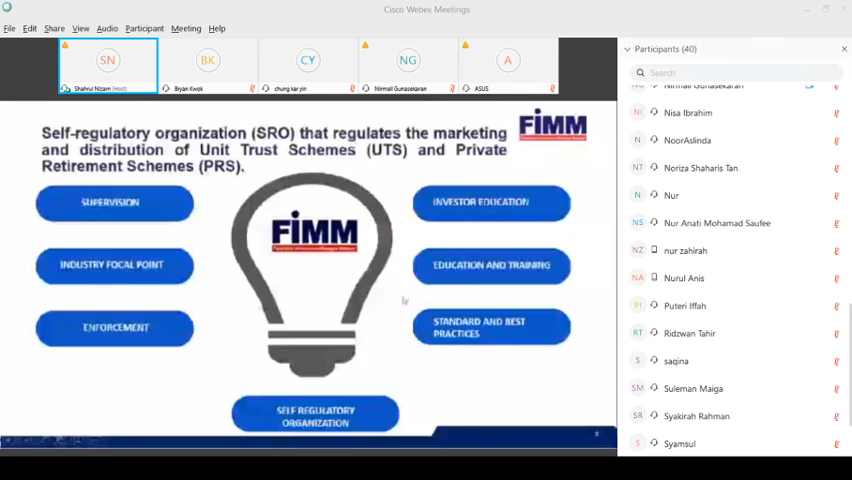 Cisco Webex Meetings
File Edit Share View Audio Participant Meeting Help
SN
BK
CY
NG
A
Shahrul Nizam (Host)
Bryan Kwok
chung kar yin
Nirmall Gunasekaran
ASUS
Self-regulatory organization (SRO) that regulates the marketing
and distribution of Unit Trust Schemes (UTS) and Private
Retirement Schemes (PRS).
FiMM
SUPERVISION
INDUSTRY FOCAL POINT
ENFORCEMENT
FiMM
INVESTOR EDUCATION
EDUCATION AND TRAINING
STANDARD AND BEST
PRACTICES
SELF REGULATORY
ORGANIZATION
Participants (40)
Search
Nirmall Gunasekaran
NI Nisa Ibrahim
N NoorAslinda
NT Noriza Shaharis Tan
N Nur
NS Nur Anati Mohamad Saufee
NZ nur zahirah
NA Nurul Anis
PI Puteri Iffah
RT Ridzwan Tahir
S saqina
SM Suleman Maiga
SR Syakirah Rahman
S Syamsul